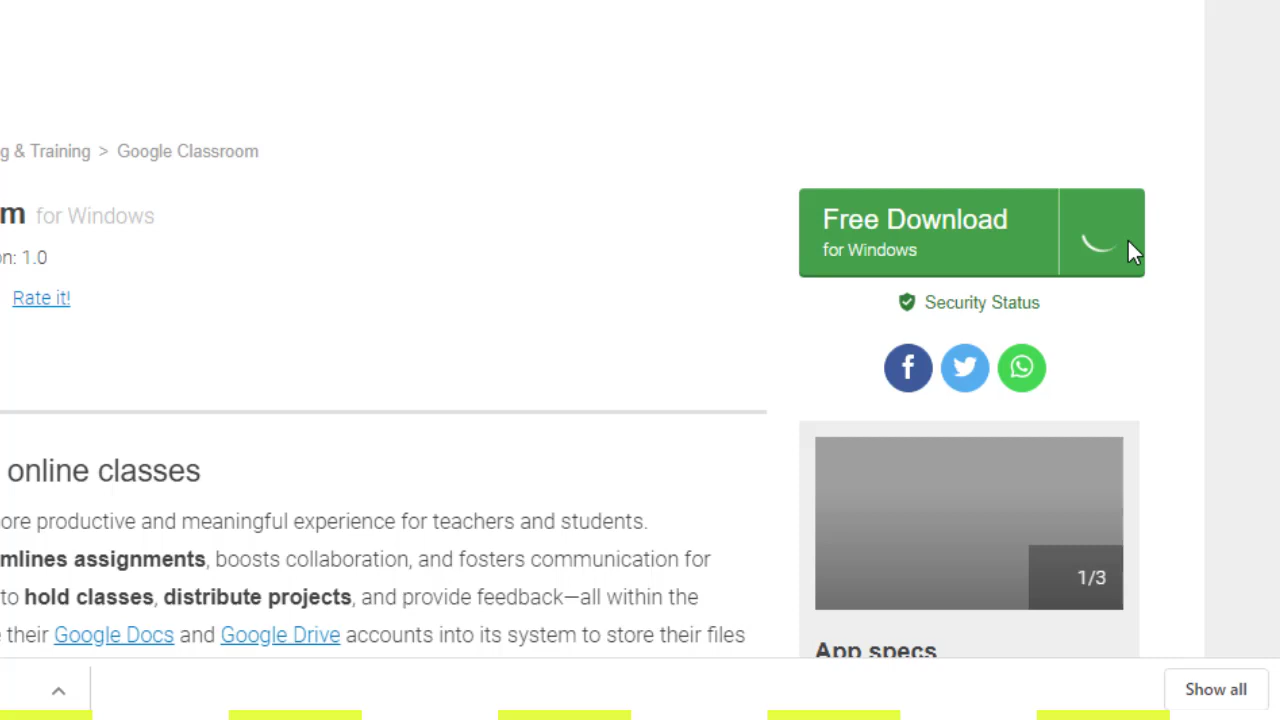 g & Training > Google Classroom
m for Windows
on: 1.0
Rate it!
Free Download
for Windows
Security Status
online classes
ore productive and meaningful experience for teachers and students.
mlines assignments, boosts collaboration, and fosters communication for
to hold classes, distribute projects, and provide feedback—all within the
their Google Docs and Google Drive accounts into its system to store their files
1/3
App specs
Show all